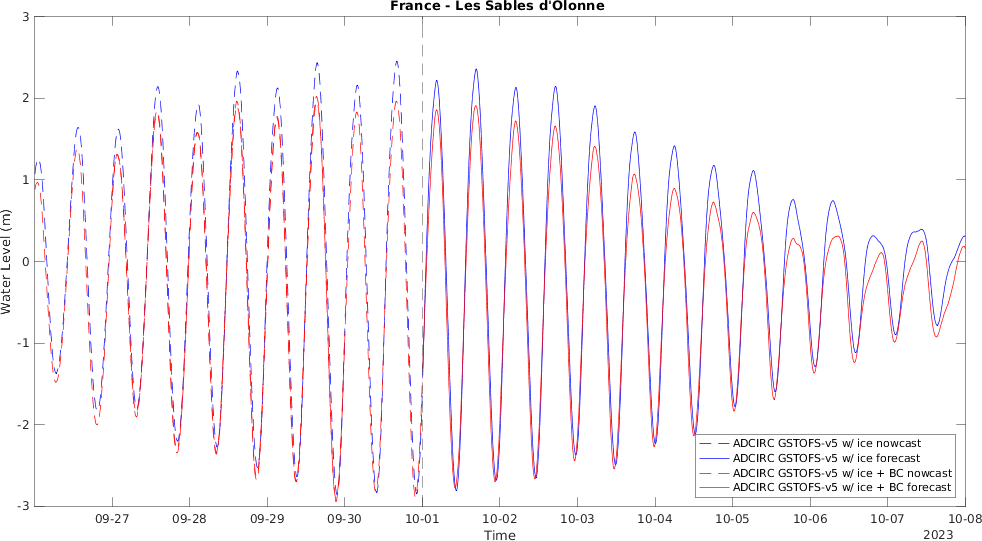 France - Les Sables d'Olonne
Water Level (m)
3
2
1
0
-1
-2
-3
09-27 09-28 09-29 09-30 10-01 10-02 10-03 10-04 10-05 10-06 10-07 10-08
Time
2023
ADCIRC GSTOFS-v5 w/ ice nowcast
ADCIRC GSTOFS-v5 w/ ice forecast
ADCIRC GSTOFS-v5 w/ ice + BC nowcast
ADCIRC GSTOFS-v5 w/ ice + BC forecast